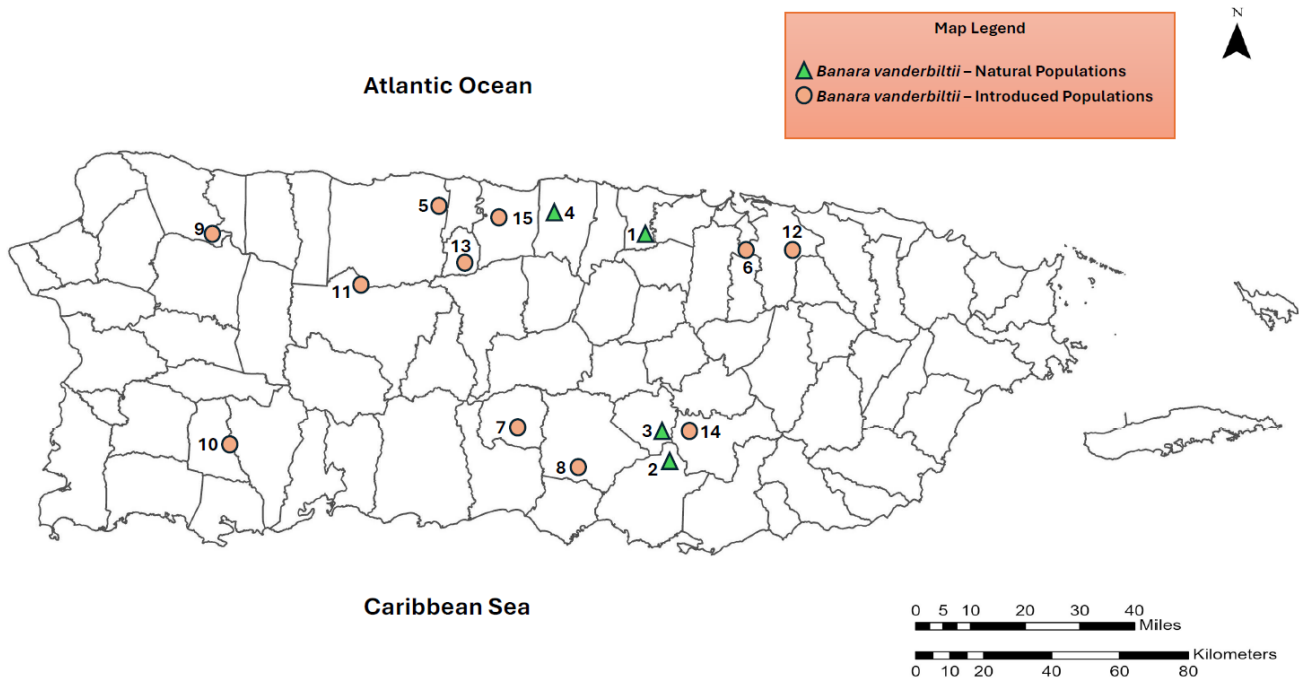 N
Map Legend
Banara vanderbiltii – Natural Populations
Banara vanderbiltii – Introduced Populations
Atlantic Ocean
5
15
4
9
1
13
12
6
11
7
3
14
10
8
2
Caribbean Sea
0 5 10 20 30 40
Miles
Kilometers
0 10 20 40 60 80